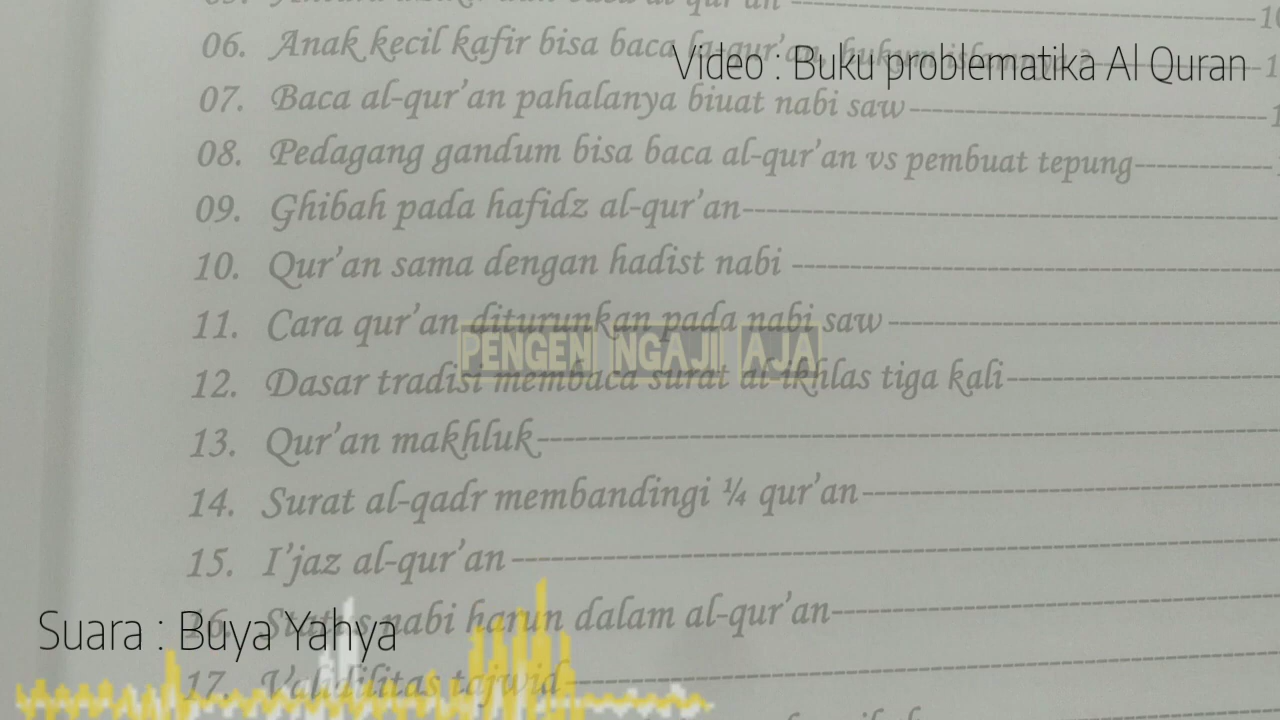 al qur'an
06. Anak kecil kafir bisa baca
Video : Buku problematika Al Quran
07. Baca al-qur'an pahalanya biuat nabi saw
08. Pedagang gandum bisa baca al-qur'an vs pembuat tepung
09. Ghibah pada hafidz al-qur'an
10. Qur'an sama dengan hadist nabi
11. Cara qur'an diturunkan pada nabi saw
PENGEN NGAJI AJA
12. Dasar tradisi membaca surat al-ikhlas tiga kali
13. Qur'an makhluk
14. Surat al-qadr membandingi ¼ qur'an
15. I'jaz al-qur'an
16. Status nabi harun dalam al-qur'an
Suara : Buya Yahya
17. Validilitas tajwid